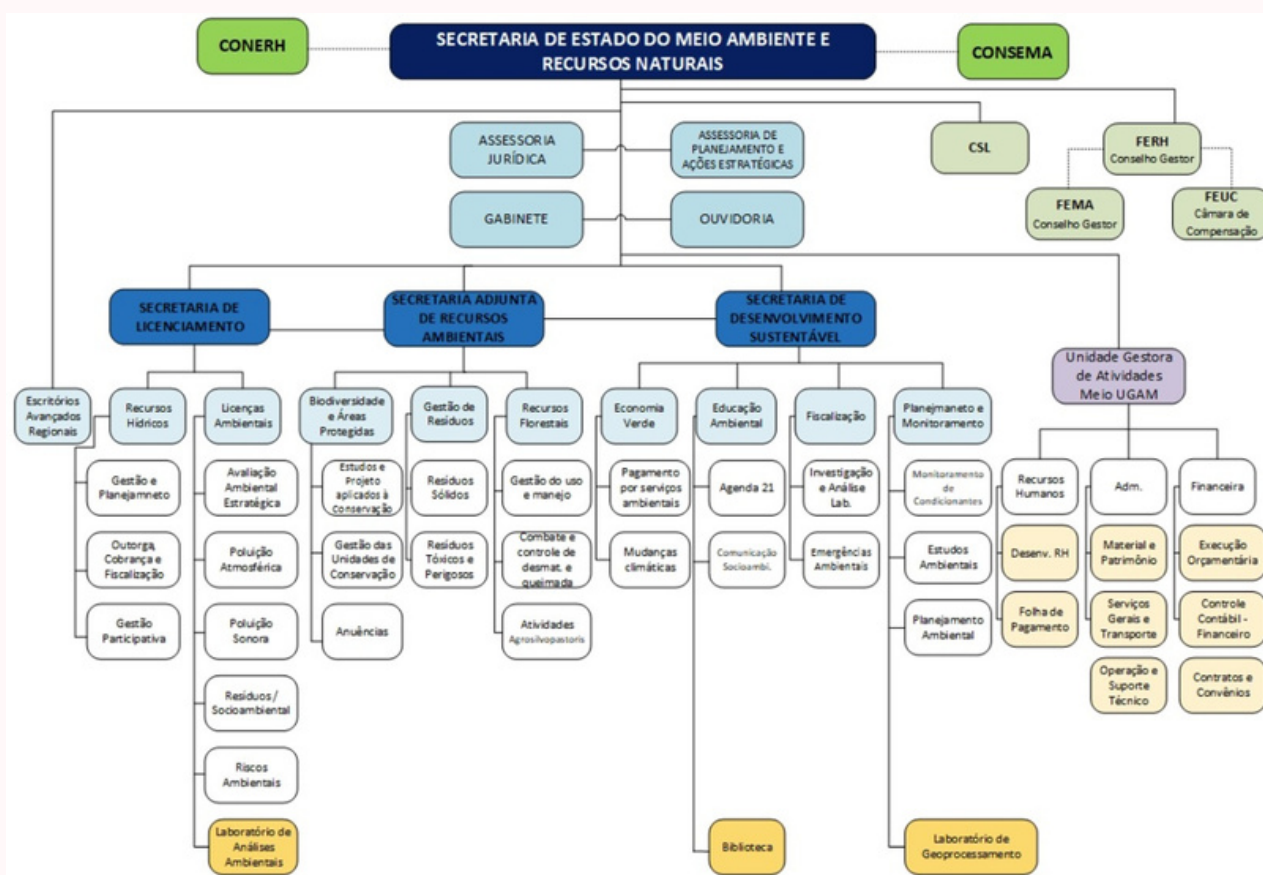 CONERH
SECRETARIA DE ESTADO DO MEIO AMBIENTE E
RECURSOS NATURAIS
CONSEMA
ASSESSORIA
JURÍDICA
ASSESSORIA DE
PLANEJAMENTO E
AÇÕES ESTRATÉGICAS
CSL
FERH
Conselho Gestor
GABINETE
OUVIDORIA
FEMA
Conselho Gestor
FEUC
Câmara de
Compensação
SECRETARIA DE
LICENCIAMENTO
SECRETARIA ADJUNTA
DE RECURSOS
AMBIENTAIS
SECRETARIA DE
DESENVOLVIMENTO
SUSTENTÁVEL
Unidade Gestora
de Atividades
Meio UGAM
Escritórios
Avançados
Regionais
Recursos
Hídricos
Licenças
Ambientais
Biodiversidade
e Áreas
Protegidas
Gestão de
Resíduos
Recursos
Florestais
Economia
Verde
Educação
Ambiental
Fiscalização
Planejmaneto e
Monitoramento
Gestão
e Planejamneto
Avaliação
Ambiental
Estratégica
Estudos e
Projeto
aplicados à
Conservação
Resíduos
Sólidos
Gestão do uso
e manejo
Pagamento
por serviços
ambientais
Agenda 21
Investigação
e Análise
Lab.
Monitoramento
de
Condicionantes
Recursos
Humanos
Adm.
Financeira
Outorga,
Cobrança e
Fiscalização
Poluição
Atmosférica
Gestão das
Unidades de
Conservação
Resíduos
Tóxicos e
Perigosos
Combate e
controle de
desmat. e
queimada
Mudanças
climáticas
Comunicação
Socioambi.
Emergências
Ambientais
Estudos
Ambientais
Desenv. RH
Material e
Patrimônio
Execução
Orçamentária
Gestão
Participativa
Poluição
Sonora
Anuências
Atividades
Agrosilvopastoris
Planejamento
Ambiental
Folha de
Pagamento
Serviços
Gerais e
Transporte
Controle
Contábil -
Financeiro
Resíduos /
Socioambiental
Operação e
Suporte
Técnico
Contratos e
Convênios
Riscos
Ambientais
Laboratório de
Análises
Ambientais
Biblioteca
Laboratório de
Geoprocessamento